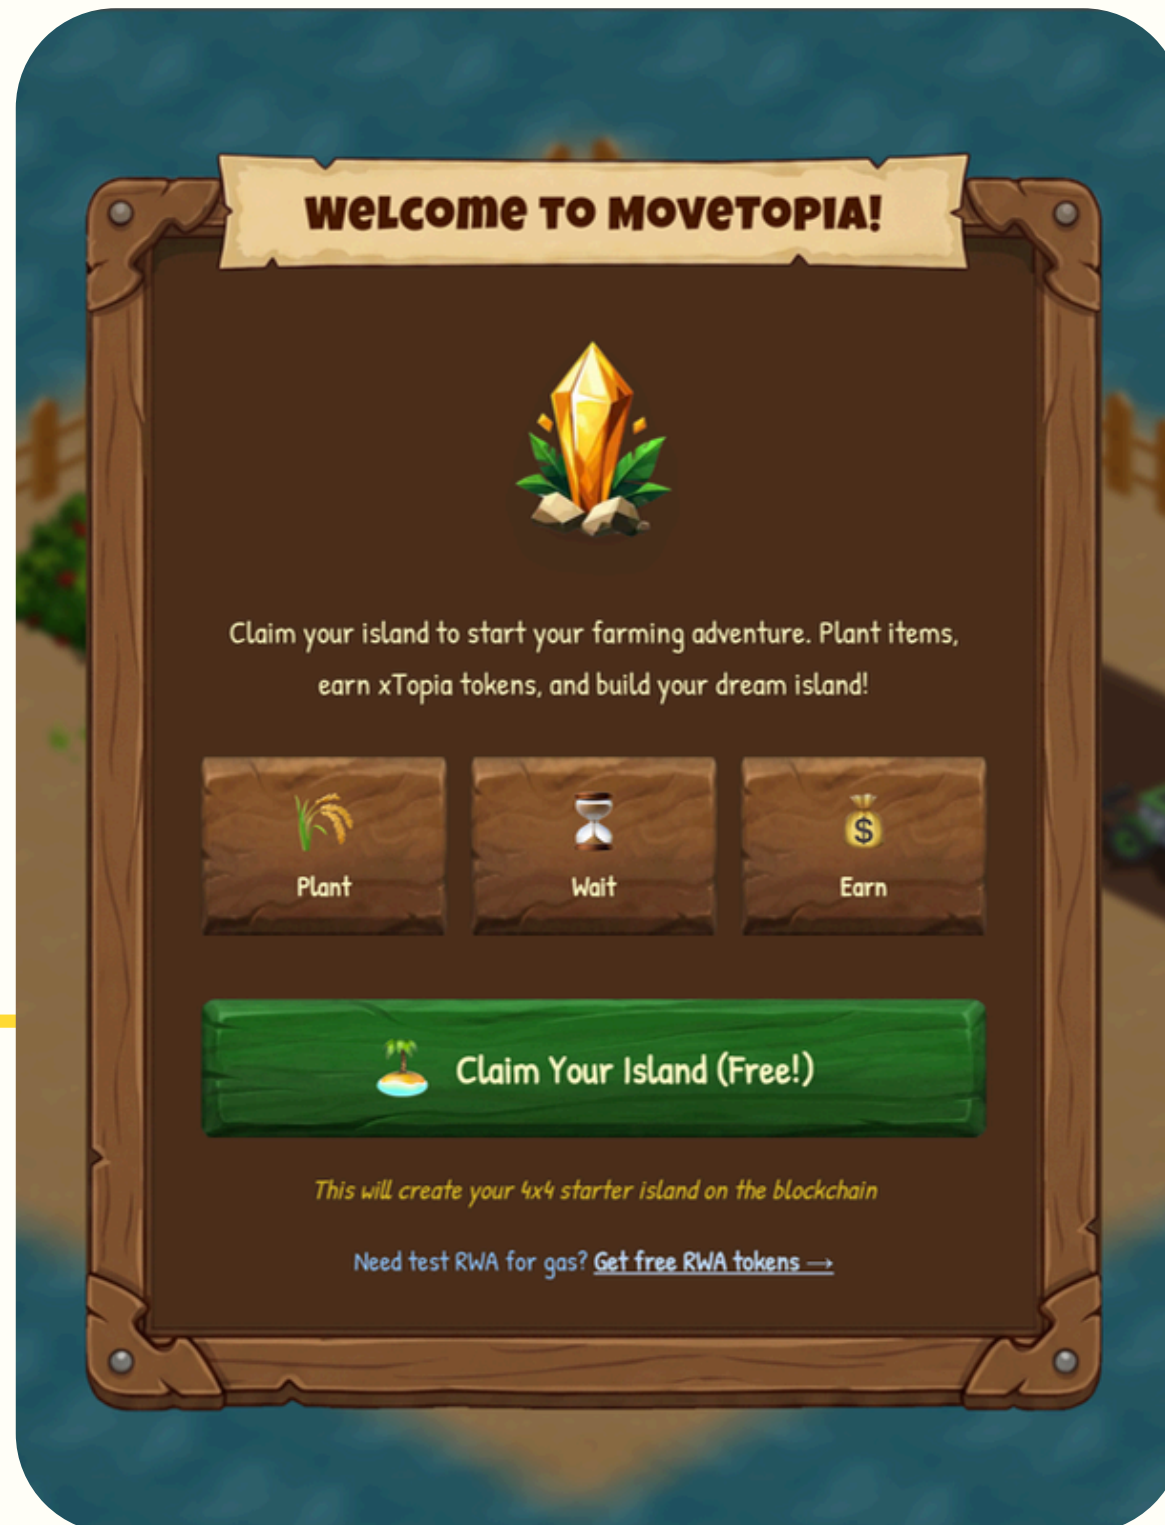 Welcome to Movetopia!
Claim your island to start your farming adventure. Plant items,
earn xTopia tokens, and build your dream island!
Plant
Wait
Earn
Claim Your Island (Free!)
This will create your 4x4 starter island on the blockchain
Need test RWA for gas? Get free RWA tokens →